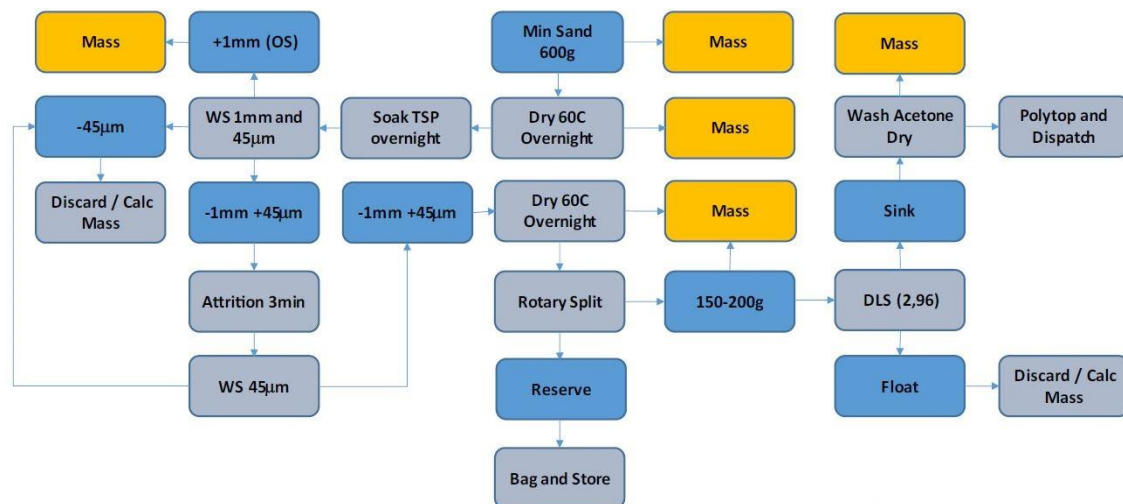 Mass
+1mm (OS)
Min Sand
600g
Mass
Mass
-45μm
WS 1mm and
45μm
Soak TSP
overnight
Dry 60C
Overnight
Mass
Wash Acetone
Dry
Polytop and
Dispatch
Discard / Calc
Mass
-1mm +45μm
-1mm +45μm
Dry 60C
Overnight
Mass
Sink
Attrition 3min
Rotary Split
150-200g
DLS (2,96)
WS 45μm
Reserve
Float
Discard / Calc
Mass
Bag and Store